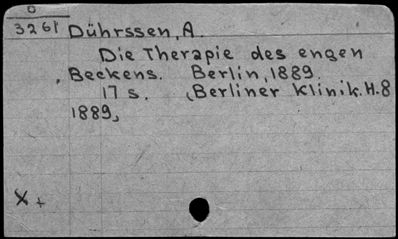 O
3261 Dührssen, A.
Die Therapie des engen
Beckens. Berlin, 1889.
17 s. (Berliner Klinik. H. 8
1889,
X +